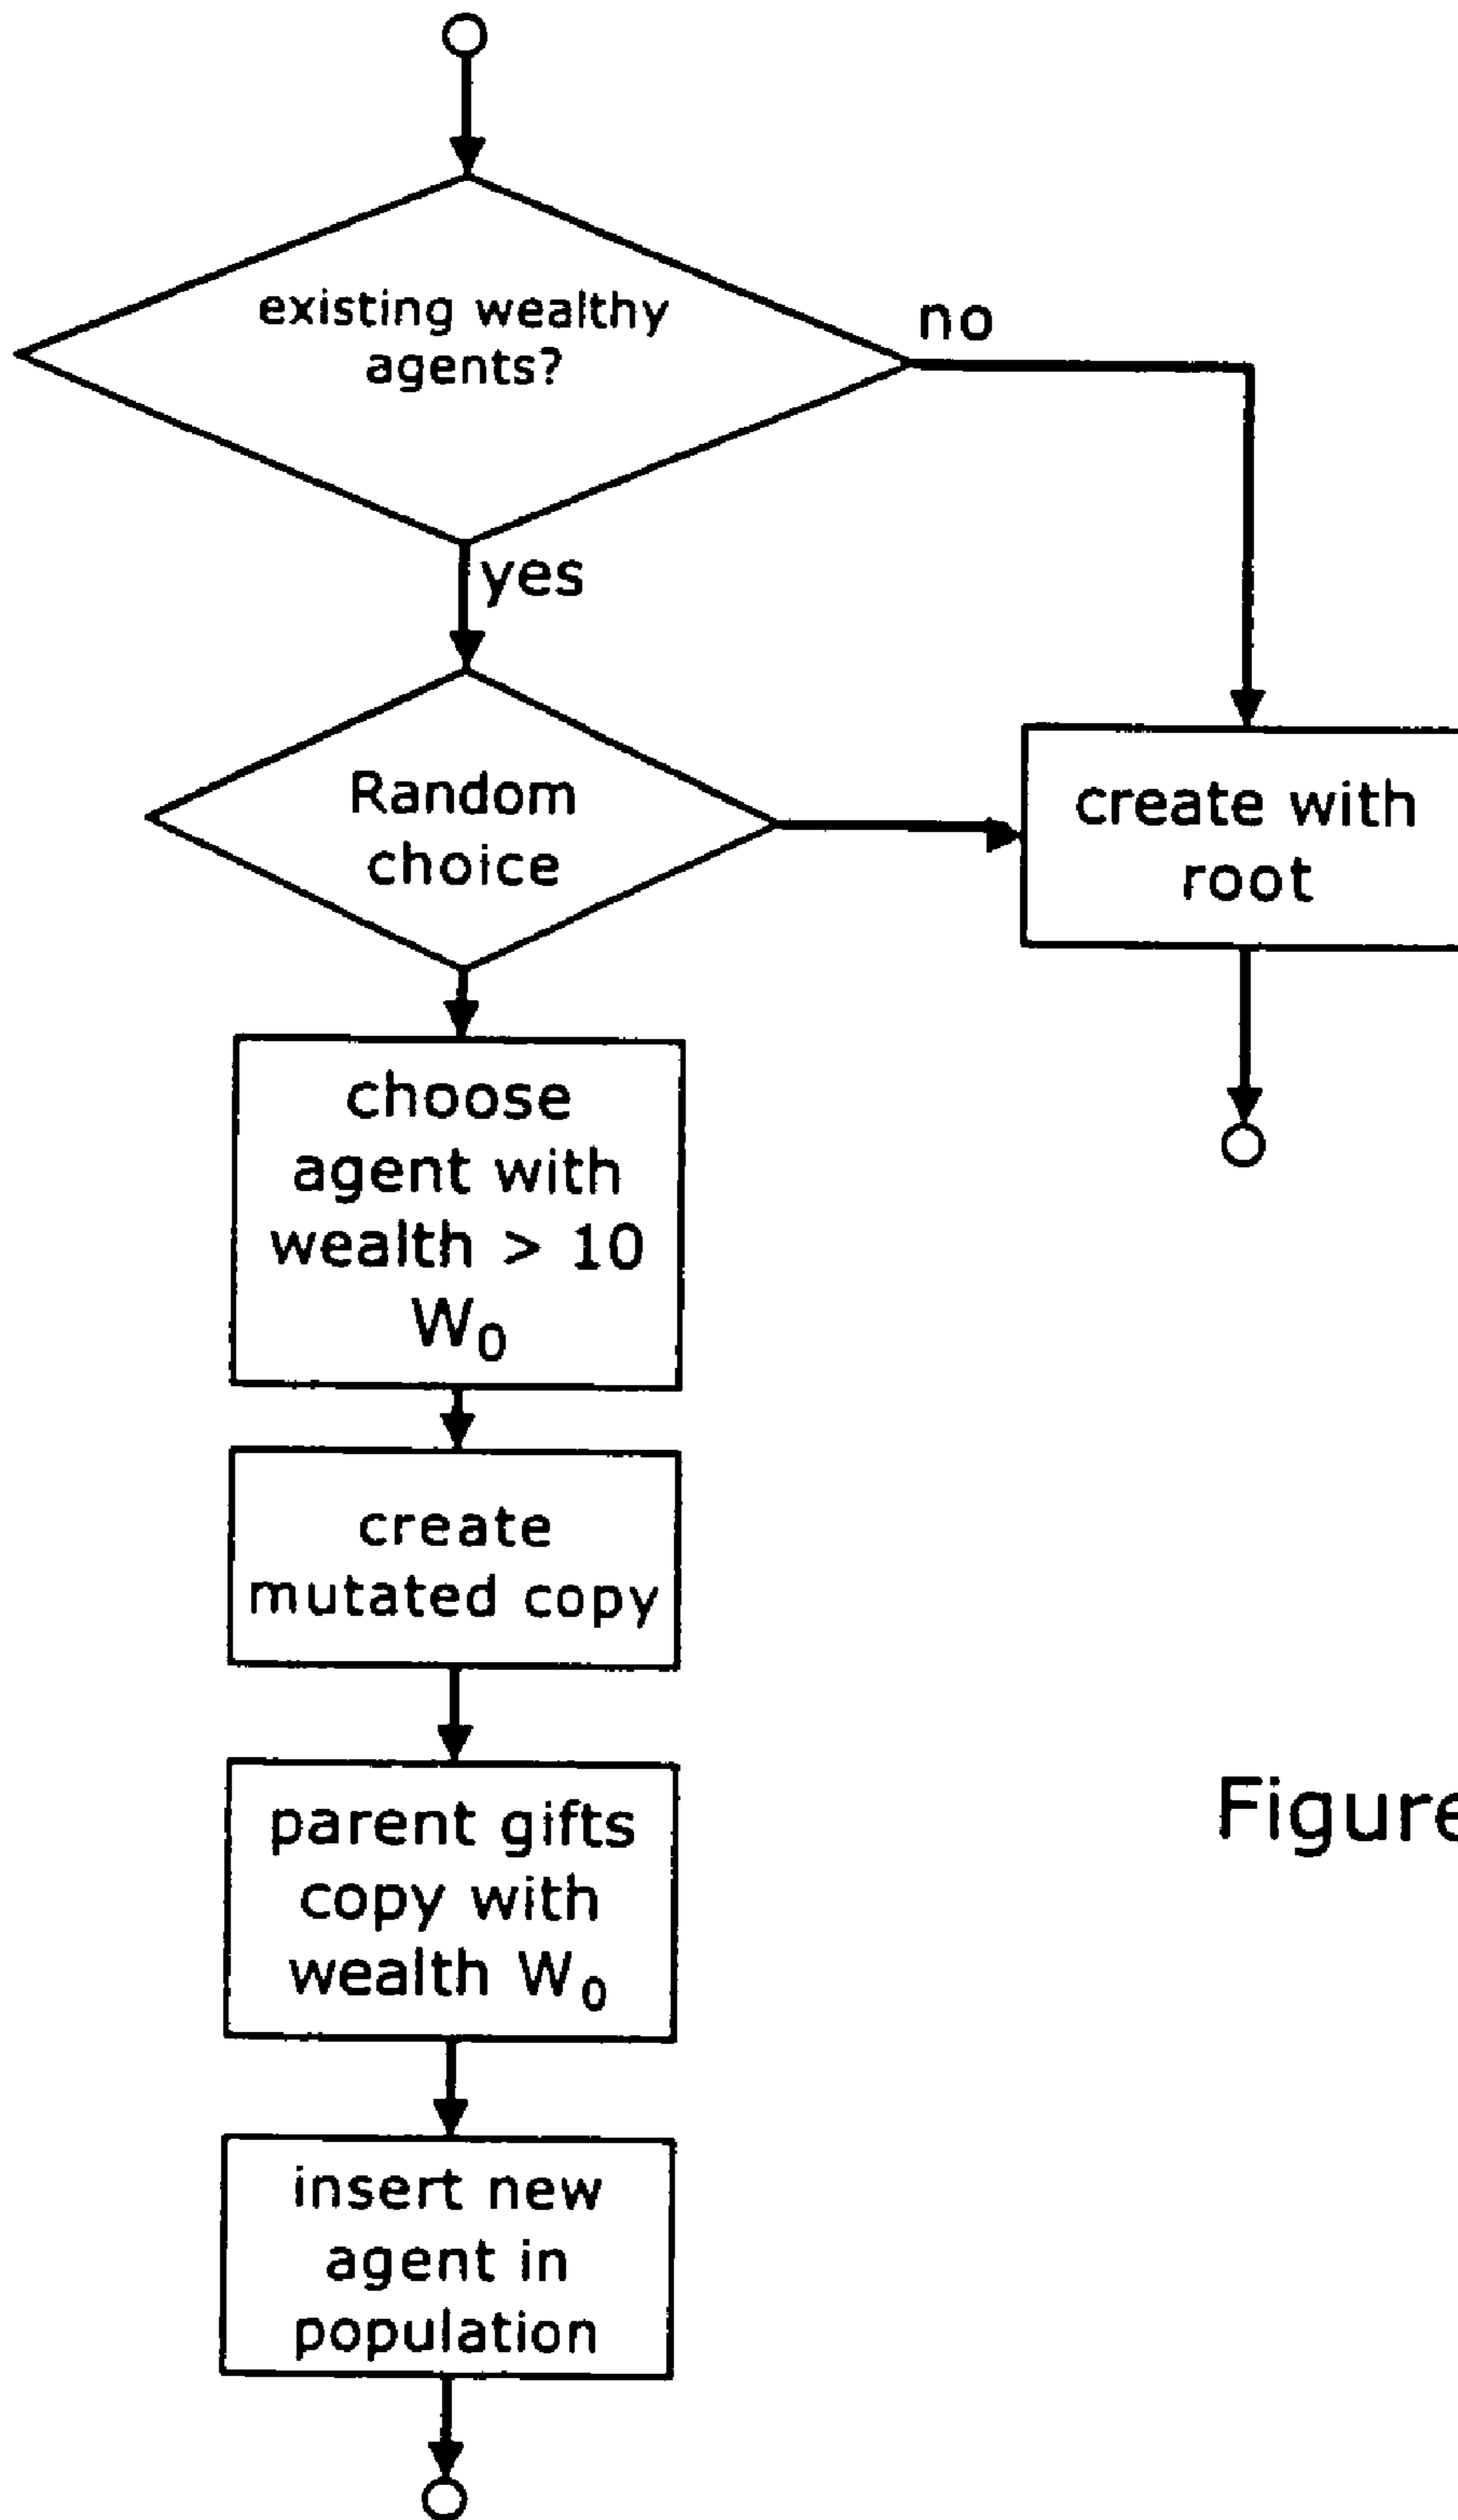 existing wealthy
agents?
no
yes
Random
choice
create with
root
choose
agent with
wealth > 10
W₀
create
mutated copy
parent gifts
copy with
wealth W₀
insert new
agent in
population
Figure